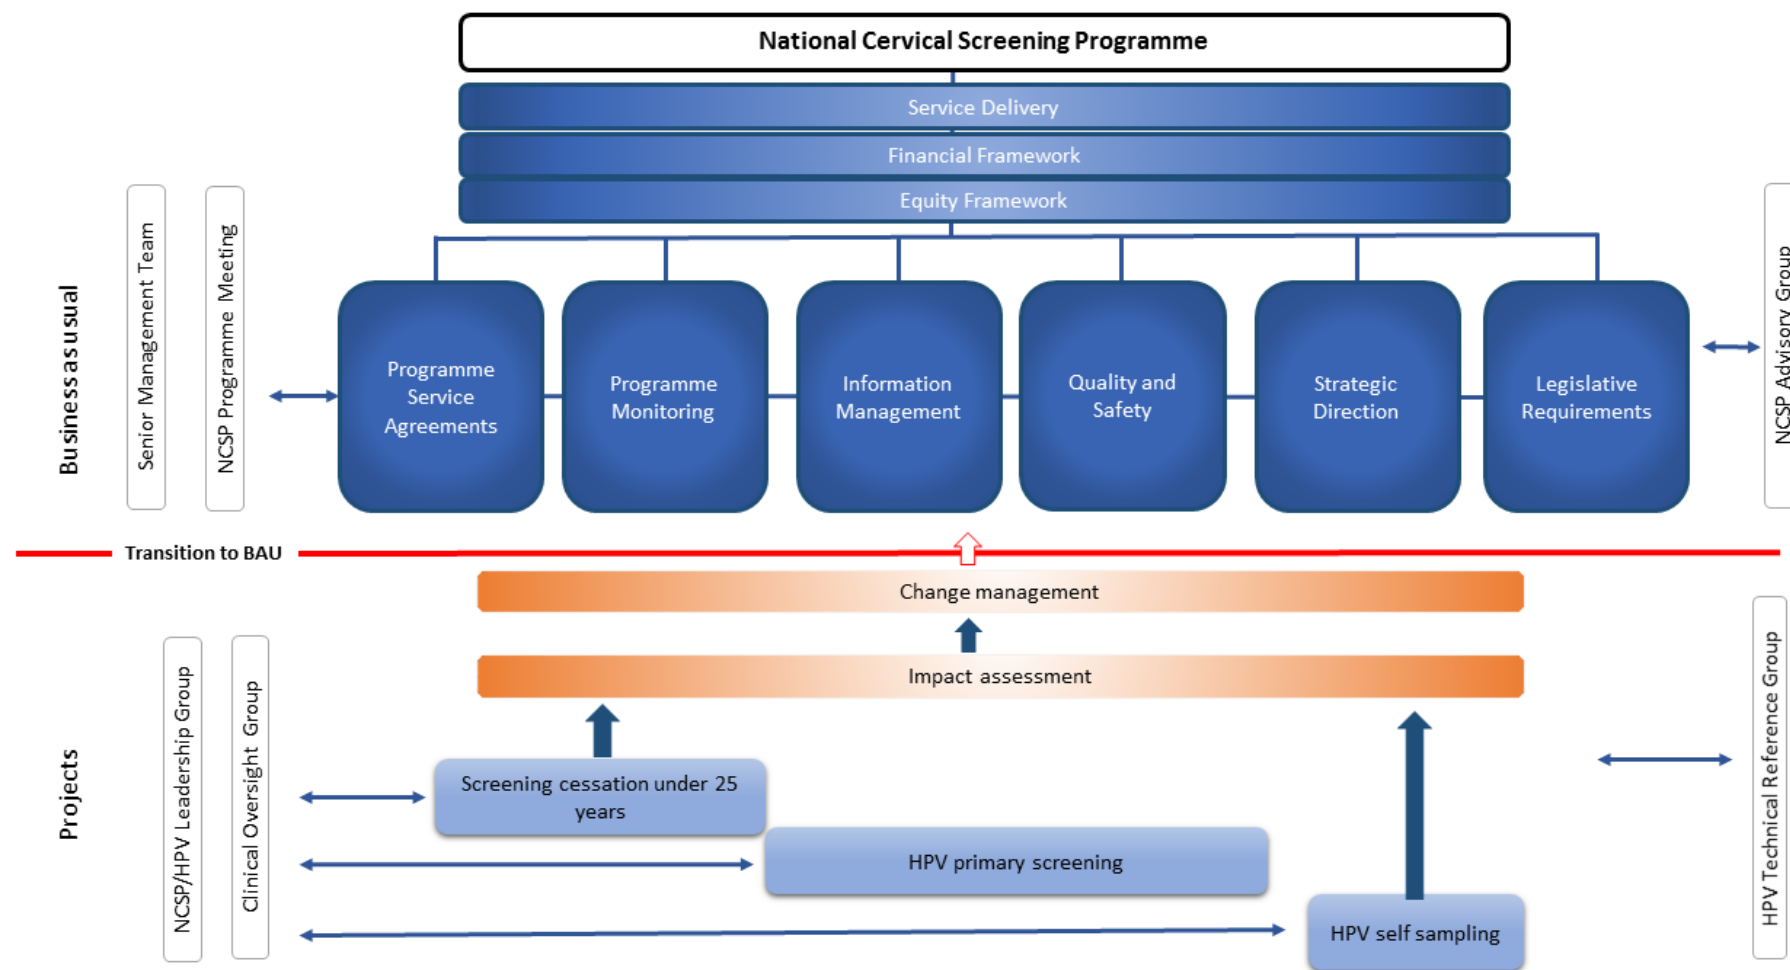 National Cervical Screening Programme
Service Delivery
Financial Framework
Equity Framework
Business as usual
Senior Management Team
NCSP Programme Meeting
Programme
Service
Agreements
Programme
Monitoring
Information
Management
Quality and
Safety
Strategic
Direction
Legislative
Requirements
NCSP Advisory Group
Transition to BAU
Change management
Impact assessment
Projects
NCSP/HPV Leadership Group
Clinical Oversight Group
Screening cessation under 25
years
HPV primary screening
HPV self sampling
HPV Technical Reference Group